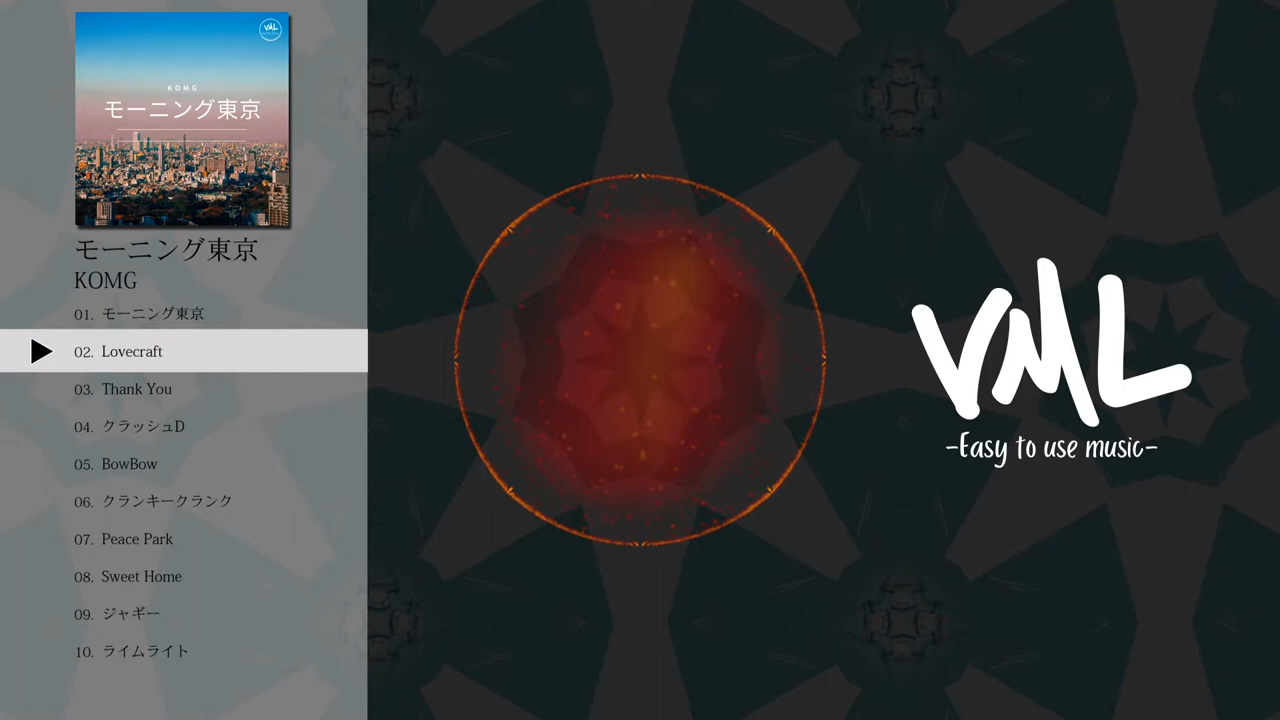 VML
KOMG
モーニング東京
モーニング東京
KOMG
01. モーニング東京
02. Lovecraft
03. Thank You
04. クラッシュD
05. BowBow
06. クランキークランク
07. Peace Park
08. Sweet Home
09. ジャギー
10. ライムライト
VML
-Easy to use music-